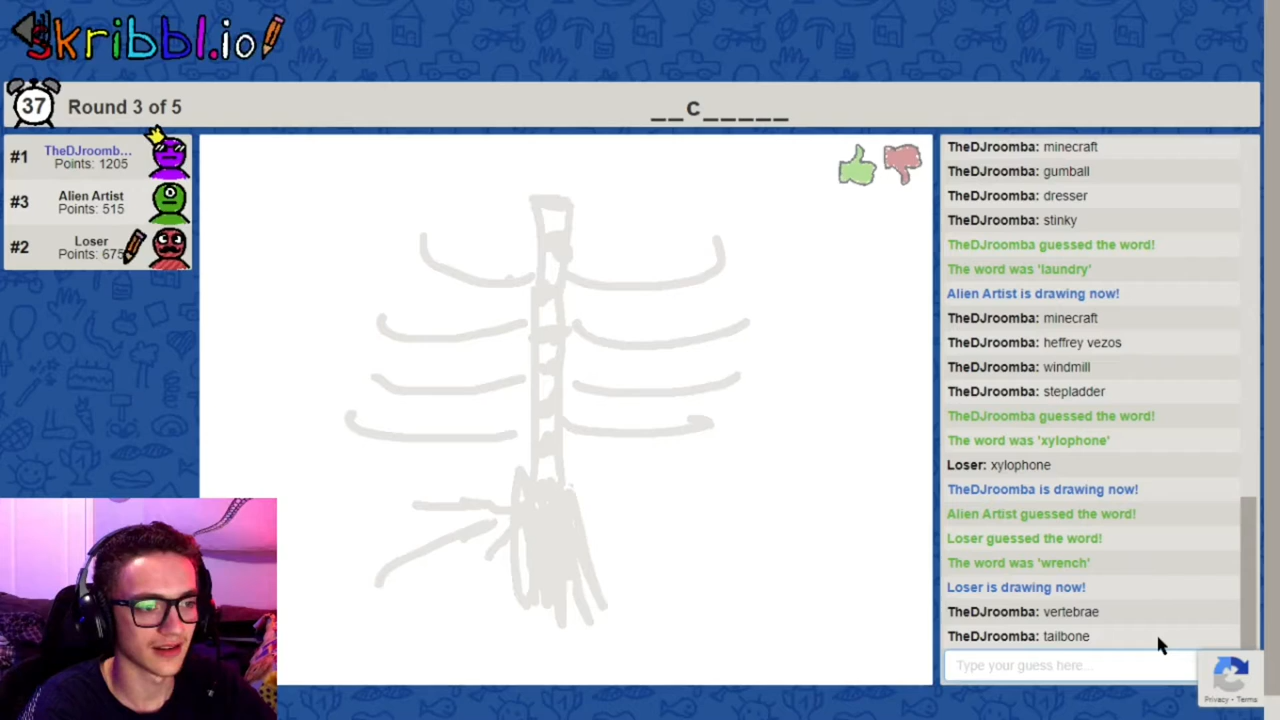 skribbl.io
37
Round 3 of 5
__c_____
#1
TheDJroomb...
Points: 1205
#3
Alien Artist
Points: 515
#2
Loser
Points: 675
TheDJroomba: minecraft
TheDJroomba: gumball
TheDJroomba: dresser
TheDJroomba: stinky
TheDJroomba guessed the word!
The word was 'laundry'
Alien Artist is drawing now!
TheDJroomba: minecraft
TheDJroomba: heffrey vezos
TheDJroomba: windmill
TheDJroomba: stepladder
TheDJroomba guessed the word!
The word was 'xylophone'
Loser: xylophone
TheDJroomba is drawing now!
Alien Artist guessed the word!
Loser guessed the word!
The word was 'wrench'
Loser is drawing now!
TheDJroomba: vertebrae
TheDJroomba: tailbone
Type your guess here...
Privacy - Terms